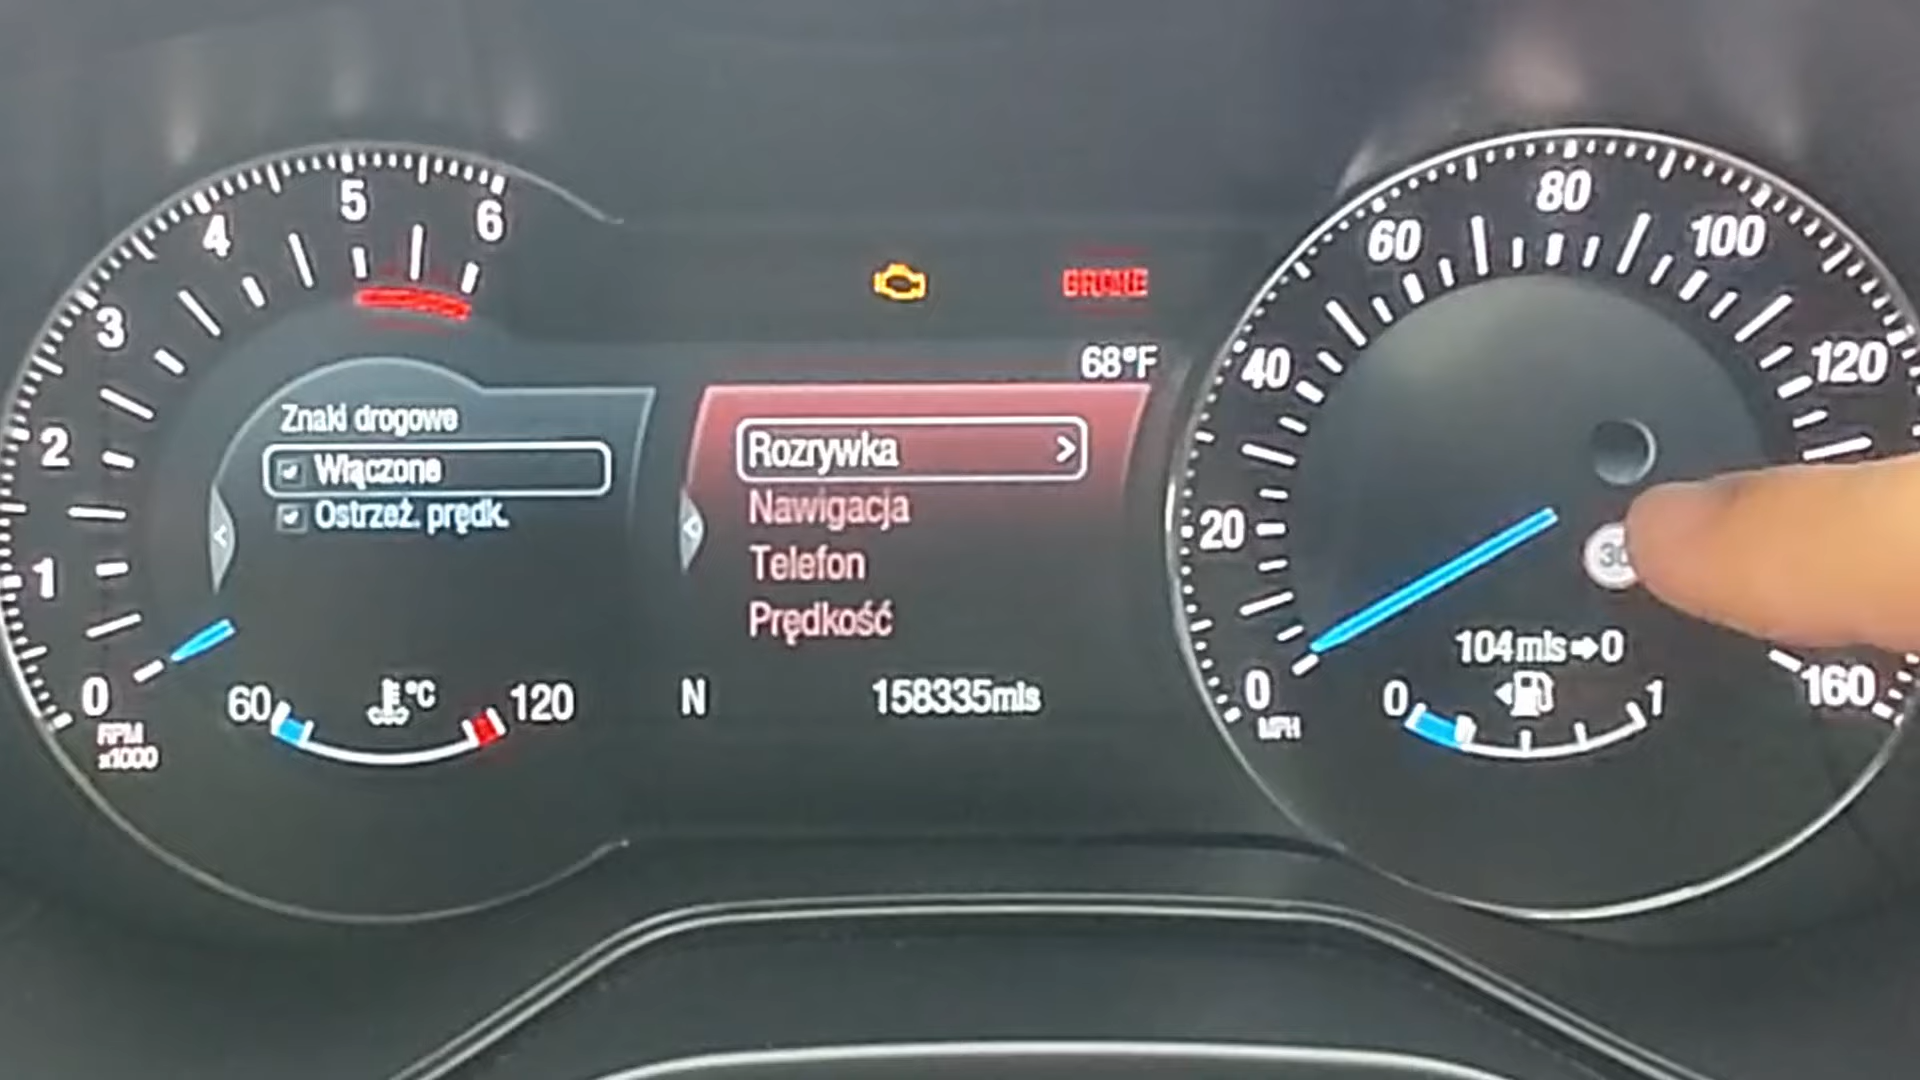 5
6
4
3
2
1
0
RPM
x1000
Znaki drogowe
Włączone
Ostrzeż. prędk.
60
°C
120
BRAKE
68°F
Rozrywka >
Nawigacja
Telefon
Prędkość
N
158335mls
80
60
100
40
120
20
0
160
MPH
104mls➡0
0
1